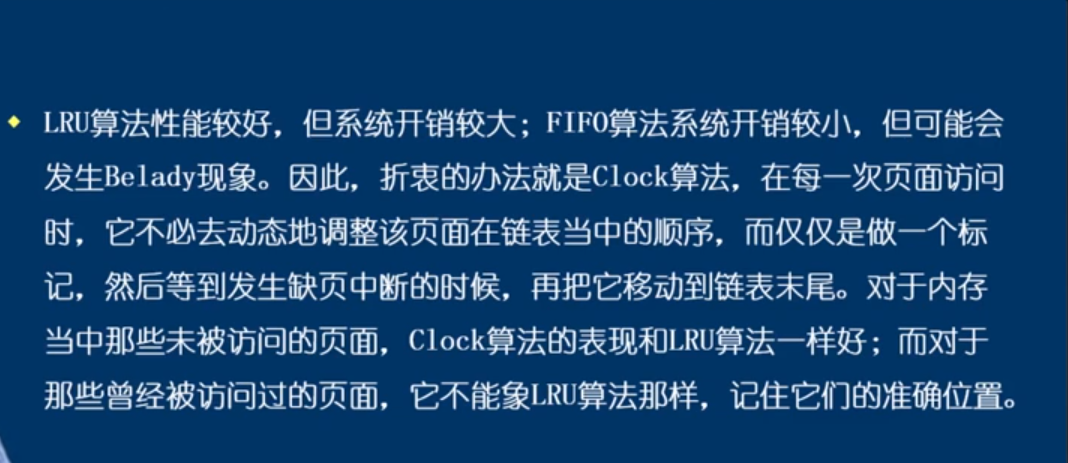 LRU算法性能较好，但系统开销较大；FIFO算法系统开销较小，但可能会
发生Belady现象。因此，折衷的办法就是Clock算法，在每一次页面访问
时，它不必去动态地调整该页面在链表当中的顺序，而仅仅是做一个标
记，然后等到发生缺页中断的时候，再把它移动到链表末尾。对于内存
当中那些未被访问的页面，Clock算法的表现和LRU算法一样好；而对于
那些曾经被访问过的页面，它不能象LRU算法那样，记住它们的准确位置。